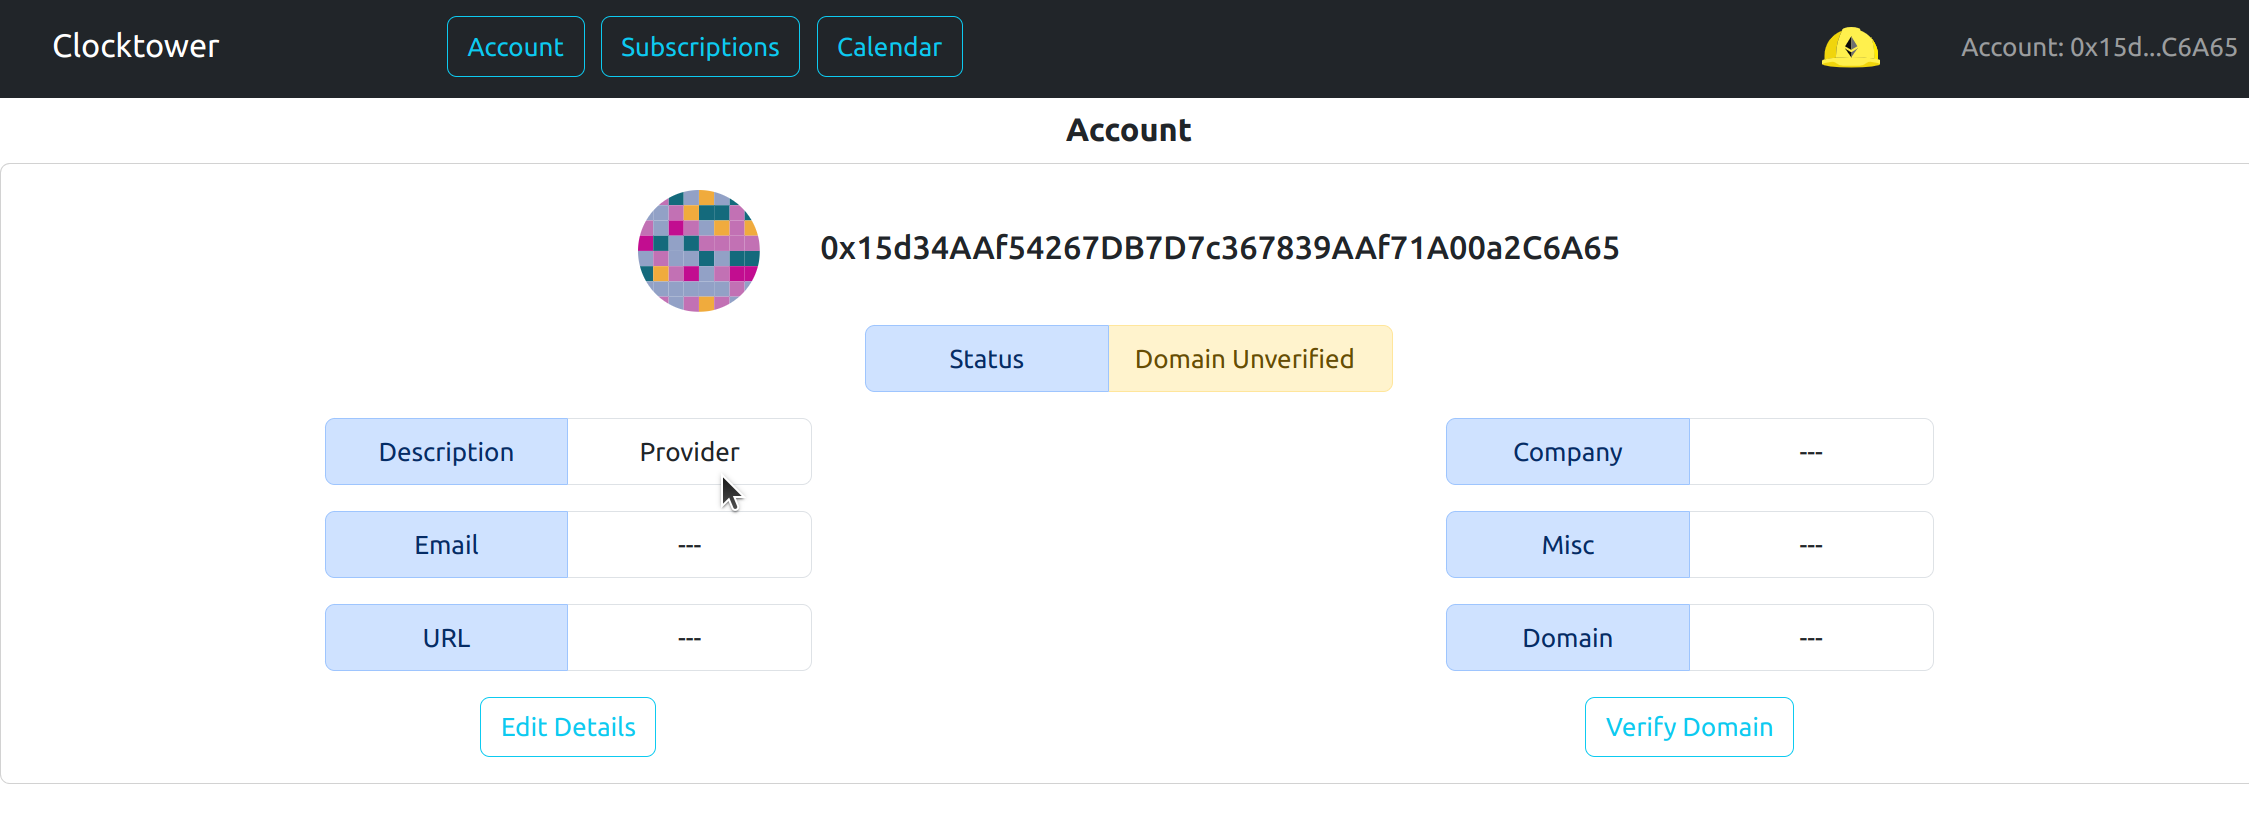 Clocktower
Account
Subscriptions
Calendar
Account: 0x15d...C6A65
Account
0x15d34AAf54267DB7D7c367839AAf71A00a2C6A65
Status
Domain Unverified
Description
Provider
Company
---
Email
---
Misc
---
URL
---
Domain
---
Edit Details
Verify Domain